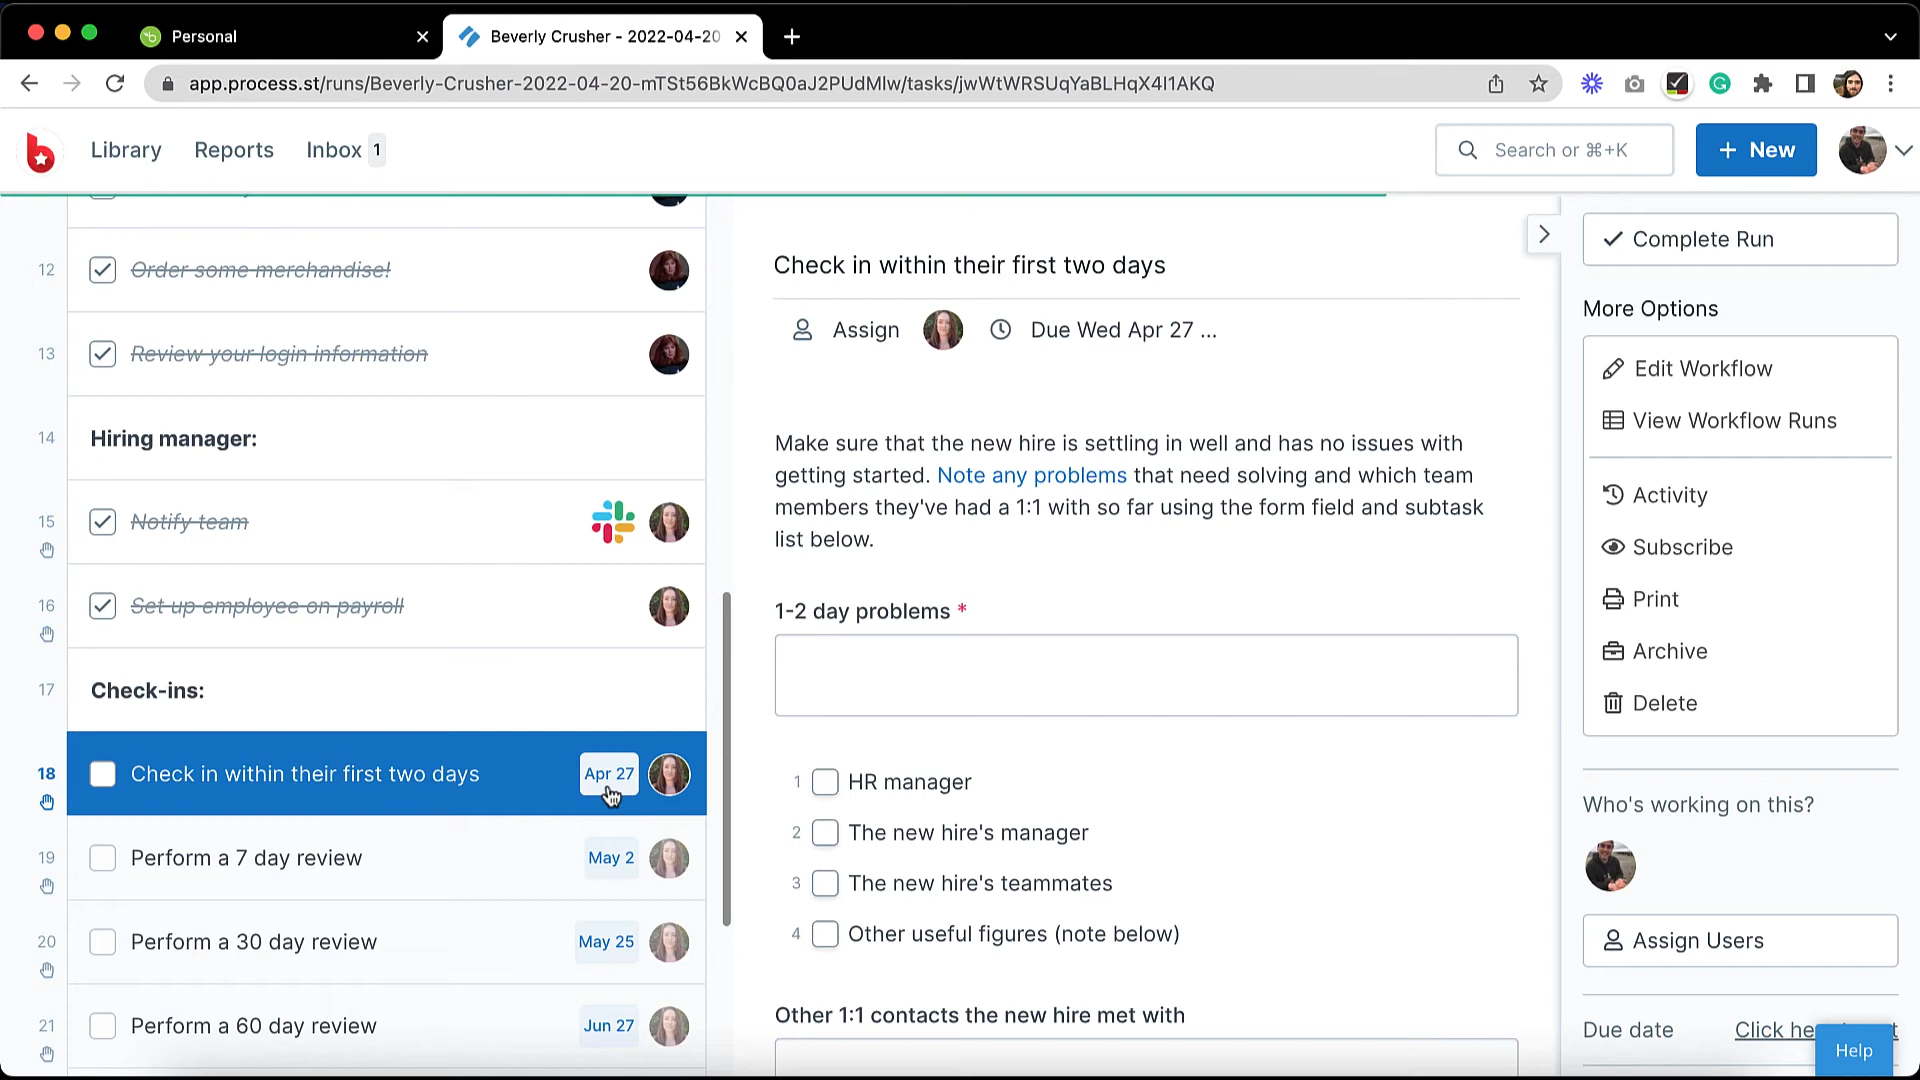 Personal
Beverly Crusher - 2022-04-20
app.process.st/runs/Beverly-Crusher-2022-04-20-mTSt56BkWcBQ0aJ2PUdMlw/tasks/jwWtWRSUqYaBLHqX4I1AKQ
Library
Reports
Inbox 1
Search or ⌘+K
+ New
12 Order some merchandise!
13 Review your login information
14 Hiring manager:
15 Notify team
16 Set up employee on payroll
17 Check-ins:
18 Check in within their first two days Apr 27
19 Perform a 7 day review May 2
20 Perform a 30 day review May 25
21 Perform a 60 day review Jun 27
Check in within their first two days
Assign
Due Wed Apr 27 ...
Make sure that the new hire is settling in well and has no issues with
getting started. Note any problems that need solving and which team
members they've had a 1:1 with so far using the form field and subtask
list below.
1-2 day problems *
1 HR manager
2 The new hire's manager
3 The new hire's teammates
4 Other useful figures (note below)
Other 1:1 contacts the new hire met with
Complete Run
More Options
Edit Workflow
View Workflow Runs
Activity
Subscribe
Print
Archive
Delete
Who's working on this?
Assign Users
Due date
Click
Help